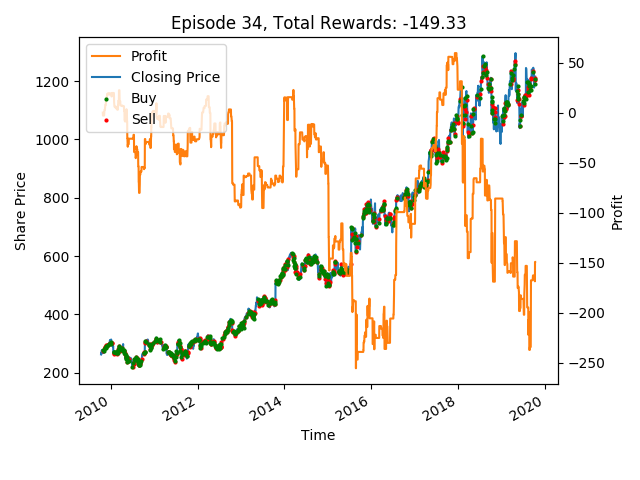 Episode 34, Total Rewards: -149.33
Profit
Closing Price
Buy
Sell
1200
1000
800
600
400
200
Share Price
50
0
−50
−100
−150
−200
−250
Profit
2010
2012
2014
2016
2018
2020
Time